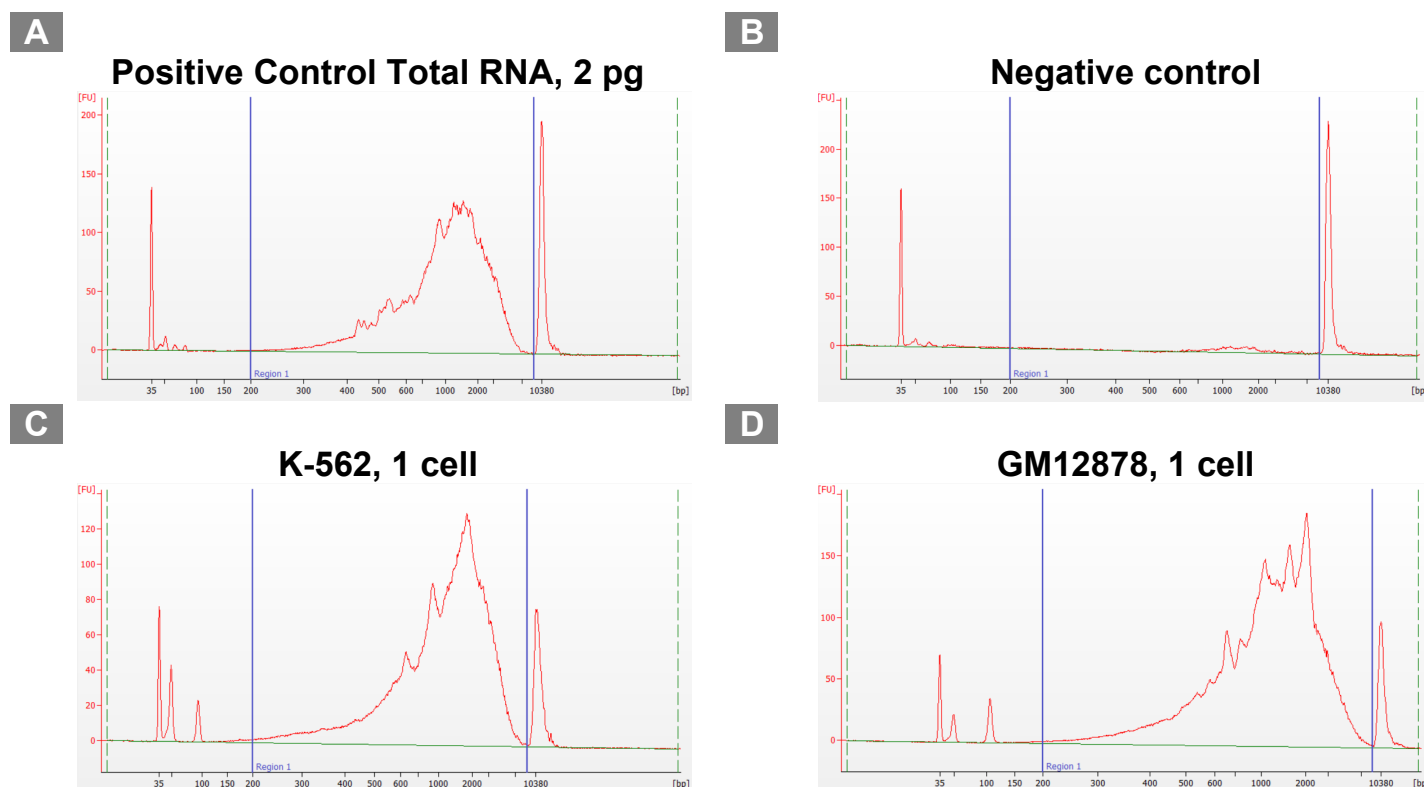 A
Positive Control Total RNA, 2 pg
[FU]
200
150
100
50
0
Region 1
35 100 150 200 300 400 500 600 1000 2000 10380 [bp]
B
Negative control
[FU]
200
150
100
50
0
Region 1
35 100 150 200 300 400 500 600 1000 2000 10380 [bp
C
K-562, 1 cell
[FU]
120
100
80
60
40
20
0
Region 1
35 100 150 200 300 400 500 600 1000 2000 10380 [bp]
D
GM12878, 1 cell
[FU]
150
100
50
0
Region 1
35 100 150 200 300 400 500 600 1000 2000 10380 [bp